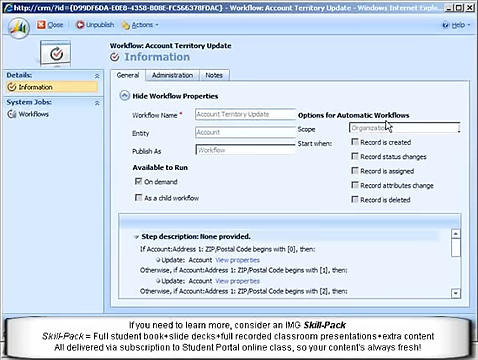 http://crm/?id={D99DF6DA-E0EB-4358-B0BE-FC566378FDAC} - Workflow: Account Territory Update - Windows Internet Explo...
Close Unpublish Actions Help
Workflow: Account Territory Update
Information
Details:
Information
System Jobs:
Workflows
General Administration Notes
Hide Workflow Properties
Workflow Name * Account Territory Update
Entity Account
Publish As Workflow
Available to Run
On demand
As a child workflow
Options for Automatic Workflows
Scope Organization
Start when: Record is created
Record status changes
Record is assigned
Record attributes change
Record is deleted
Step description: None provided.
If Account:Address 1: ZIP/Postal Code begins with [0], then:
Update: Account View properties
Otherwise, if Account:Address 1: ZIP/Postal Code begins with [1], then:
Update: Account View properties
Otherwise, if Account:Address 1: ZIP/Postal Code begins with [2], then:
If you need to learn more, consider an IMG Skill-Pack
Skill-Pack = Full student book+slide decks+full recorded classroom presentations+extra content
All delivered via subscription to Student Portal online class, so your content's always fresh!